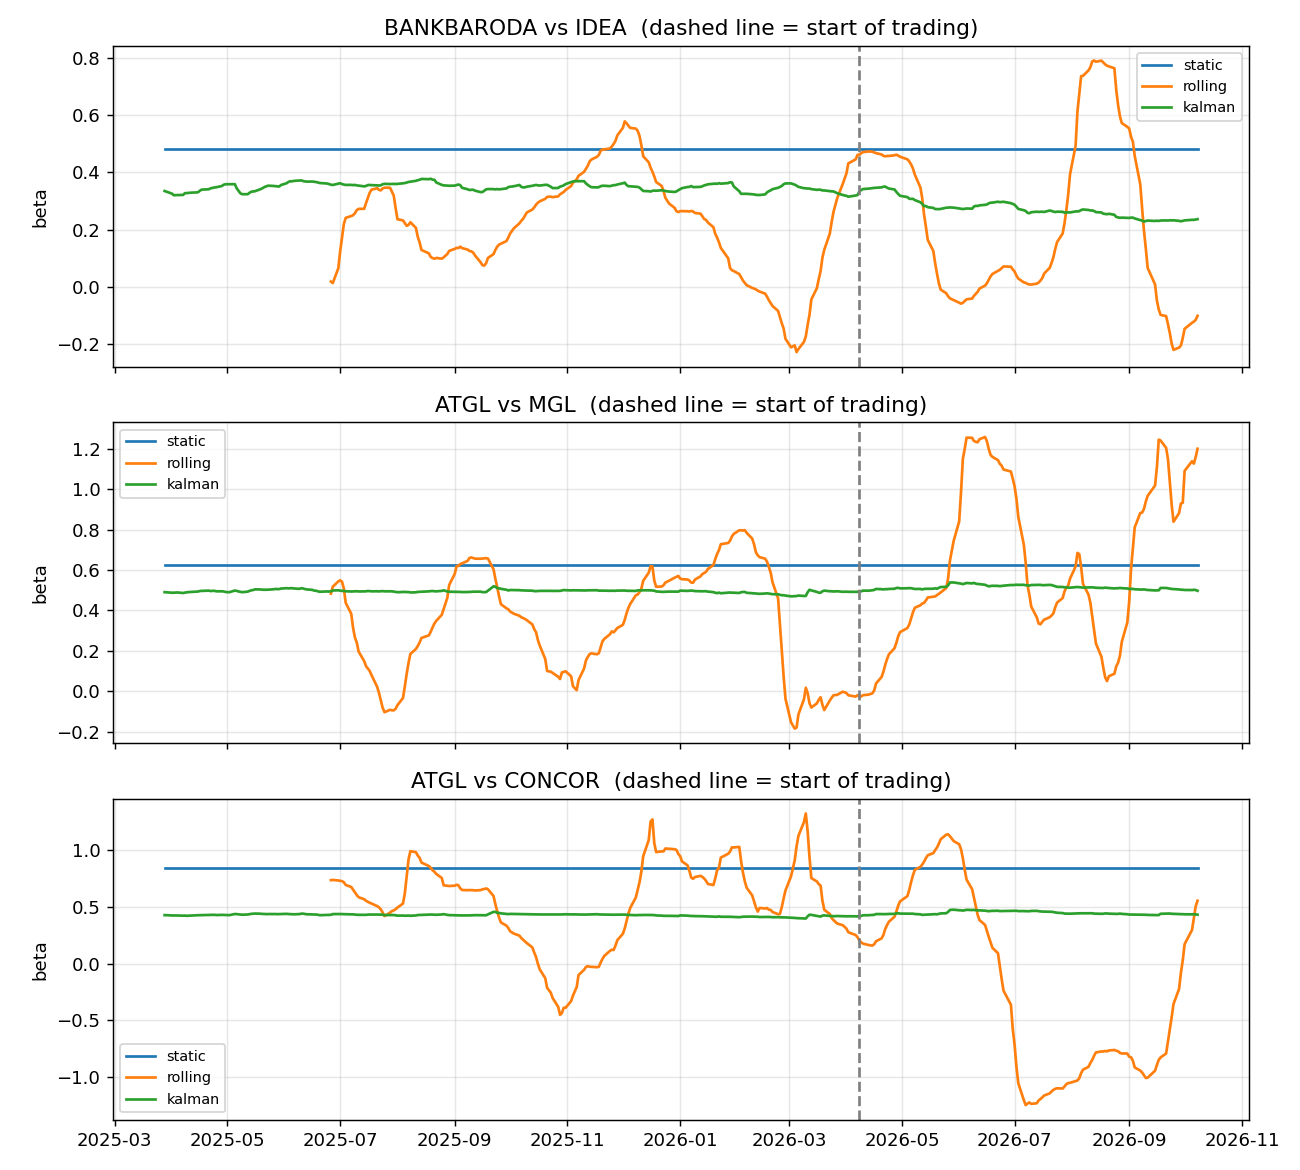 BANKBARODA vs IDEA (dashed line = start of trading)
0.8
0.6
0.4
0.2
0.0
−0.2
beta
static
rolling
kalman
ATGL vs MGL (dashed line = start of trading)
1.2
1.0
0.8
0.6
0.4
0.2
0.0
−0.2
beta
static
rolling
kalman
ATGL vs CONCOR (dashed line = start of trading)
1.0
0.5
0.0
−0.5
−1.0
beta
static
rolling
kalman
2025-03 2025-05 2025-07 2025-09 2025-11 2026-01 2026-03 2026-05 2026-07 2026-09 2026-11